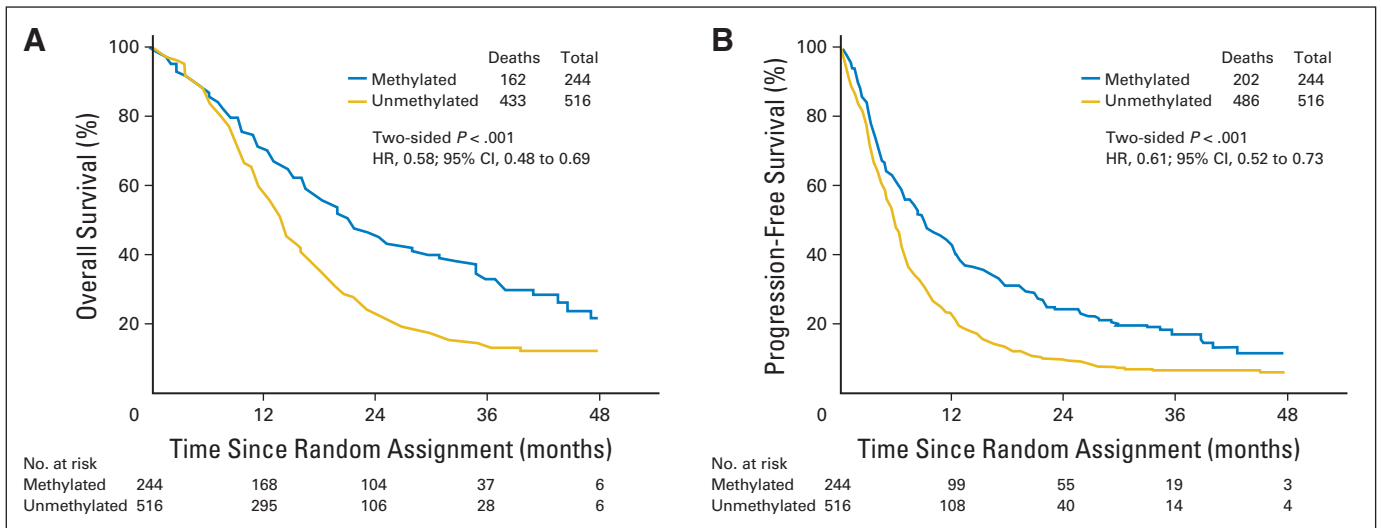 A
Overall Survival (%)
100
80
60
40
20
Deaths Total
Methylated 162 244
Unmethylated 433 516
Two-sided P < .001
HR, 0.58; 95% CI, 0.48 to 0.69
0 12 24 36 48
Time Since Random Assignment (months)
No. at risk
Methylated 244 168 104 37 6
Unmethylated 516 295 106 28 6
B
Progression-Free Survival (%)
100
80
60
40
20
Deaths Total
Methylated 202 244
Unmethylated 486 516
Two-sided P < .001
HR, 0.61; 95% CI, 0.52 to 0.73
0 12 24 36 48
Time Since Random Assignment (months)
No. at risk
Methylated 244 99 55 19 3
Unmethylated 516 108 40 14 4